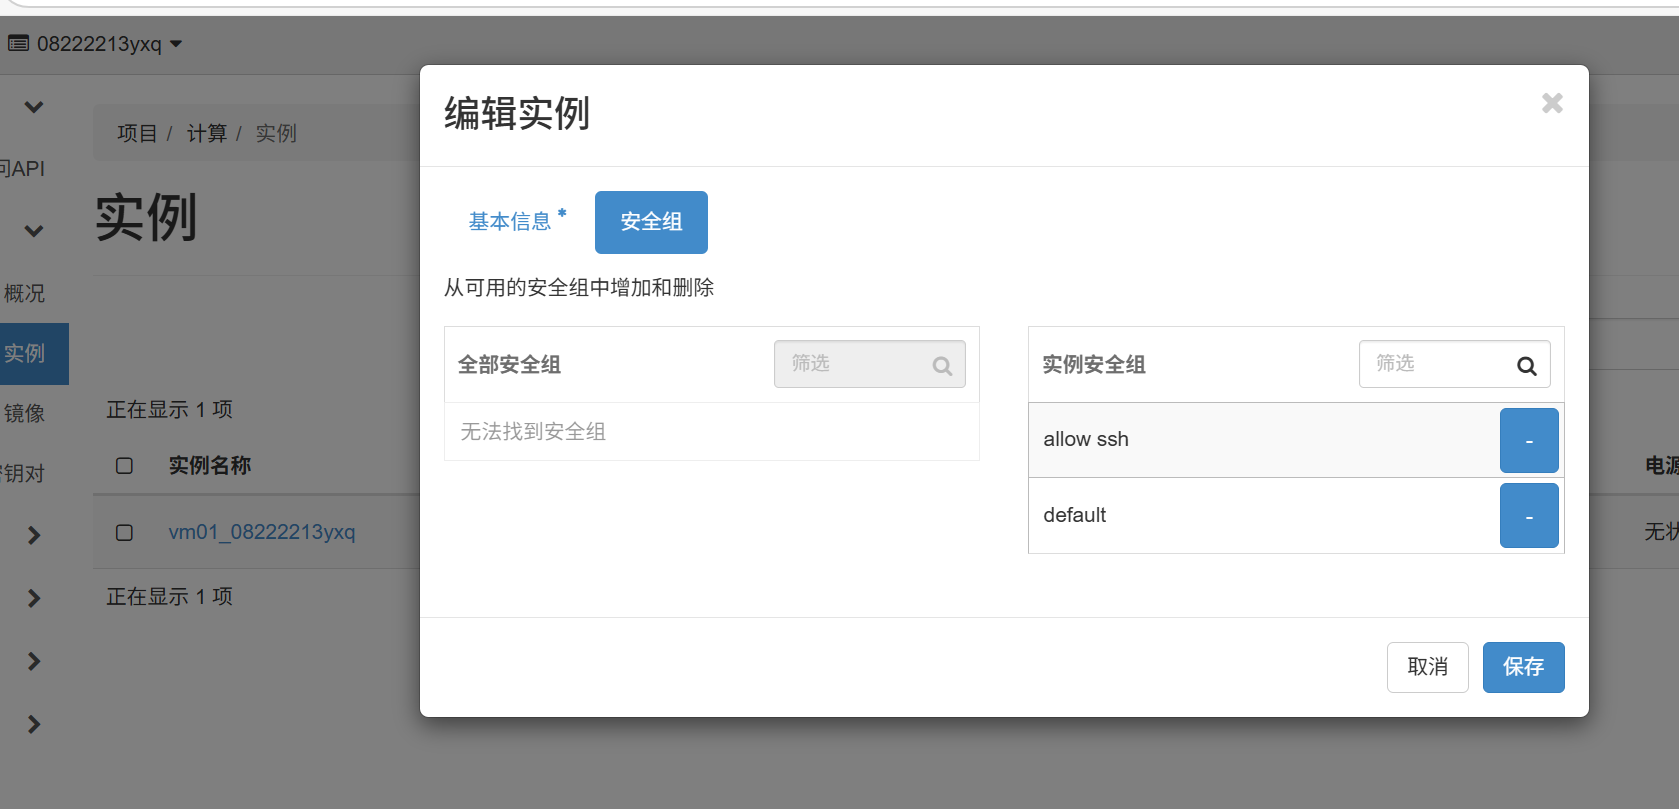 08222213yxq
编辑实例
项目 / 计算 / 实例
问API
实例
基本信息 *
安全组
从可用的安全组中增加和删除
概况
实例
全部安全组
筛选
实例安全组
筛选
无法找到安全组
allow ssh
-
default
-
镜像
正在显示 1 项
钥对
实例名称
电源
vm01_08222213yxq
无状
正在显示 1 项
取消
保存